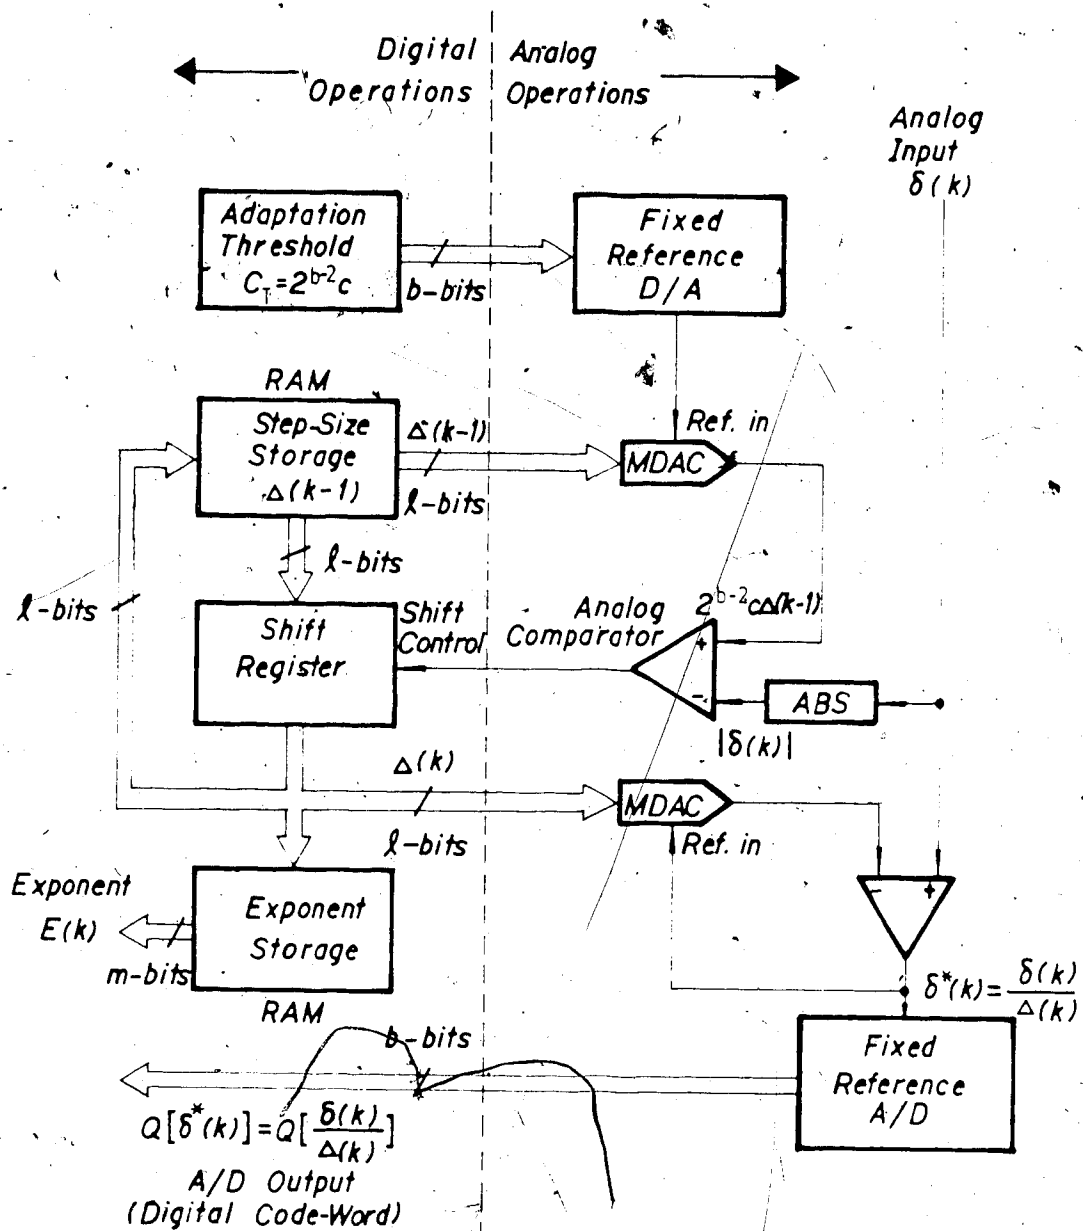 Digital Operations
Analog Operations
Analog
Input
δ(k)
Adaptation
Threshold
C_T=2^{b-2}c
b-bits
Fixed
Reference
D/A
RAM
Step-Size
Storage
Δ(k-1)
Δ(k-1)
l-bits
Ref. in
MDAC
l-bits
l-bits
Shift
Register
Shift
Control
Analog
Comparator
2^{b-2}cΔ(k-1)
+
-
ABS
|δ(k)|
Δ(k)
l-bits
MDAC
Ref. in
- +
Exponent
E(k)
m-bits
Exponent
Storage
RAM
δ*(k)=δ(k)/Δ(k)
b-bits
Fixed
Reference
A/D
Q[δ*(k)]=Q[δ(k)/Δ(k)]
A/D Output
(Digital Code-Word)